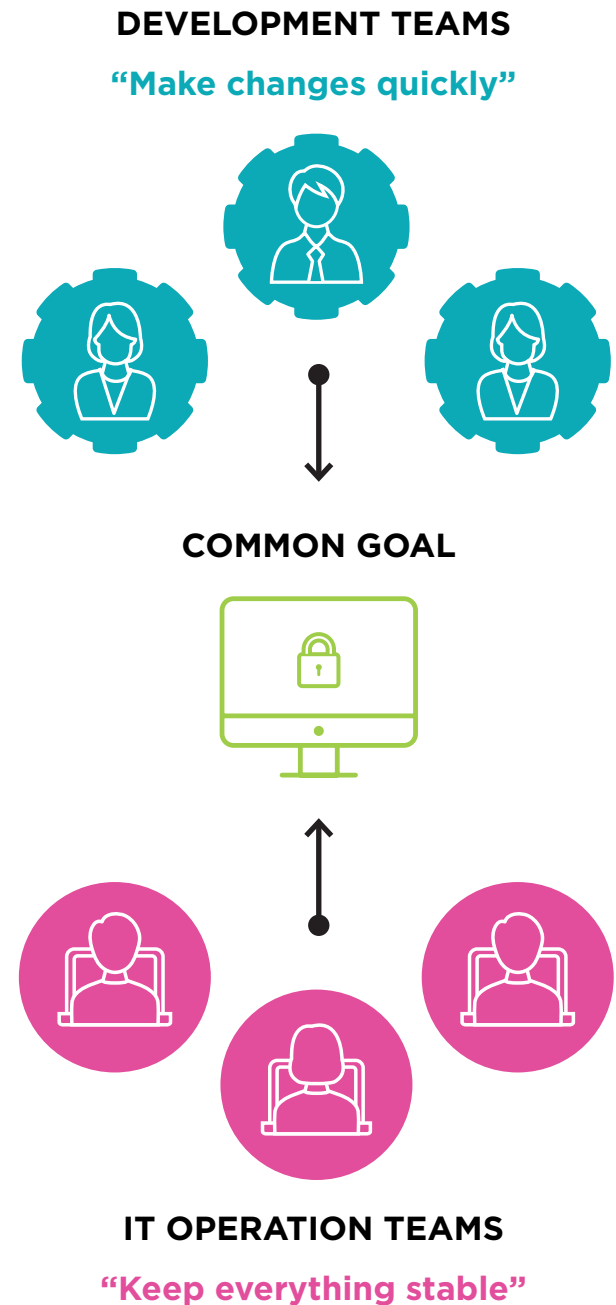 DEVELOPMENT TEAMS
“Make changes quickly”
COMMON GOAL
IT OPERATION TEAMS
“Keep everything stable”